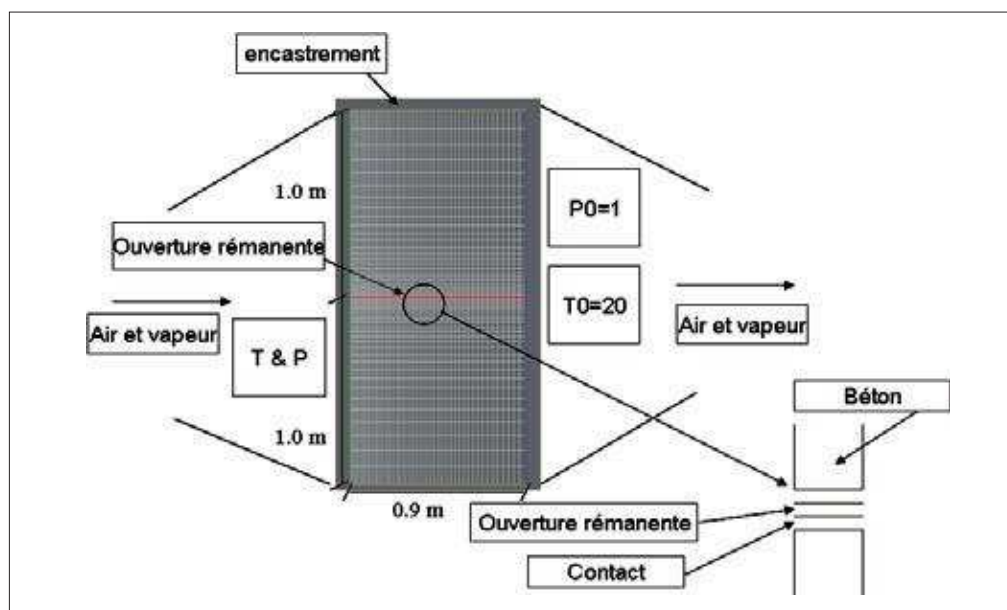 encastrement
1.0 m
P0=1
Ouverture rémanente
T0=20
Air et vapeur
T & P
Air et vapeur
Béton
1.0 m
0.9 m
Ouverture rémanente
Contact